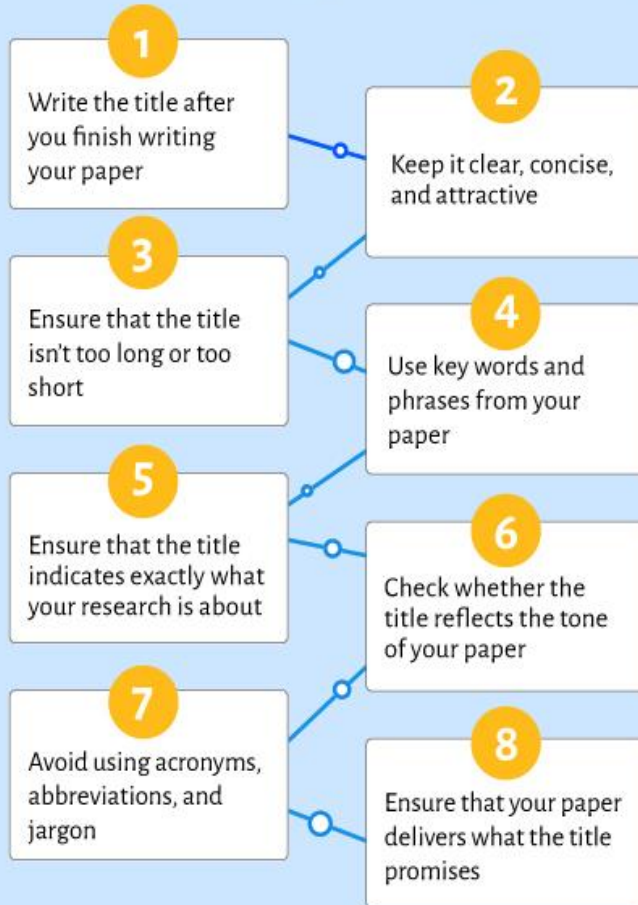 1
Write the title after
you finish writing
your paper
2
Keep it clear, concise,
and attractive
3
Ensure that the title
isn't too long or too
short
4
Use key words and
phrases from your
paper
5
Ensure that the title
indicates exactly what
your research is about
6
Check whether the
title reflects the tone
of your paper
7
Avoid using acronyms,
abbreviations, and
jargon
8
Ensure that your paper
delivers what the title
promises